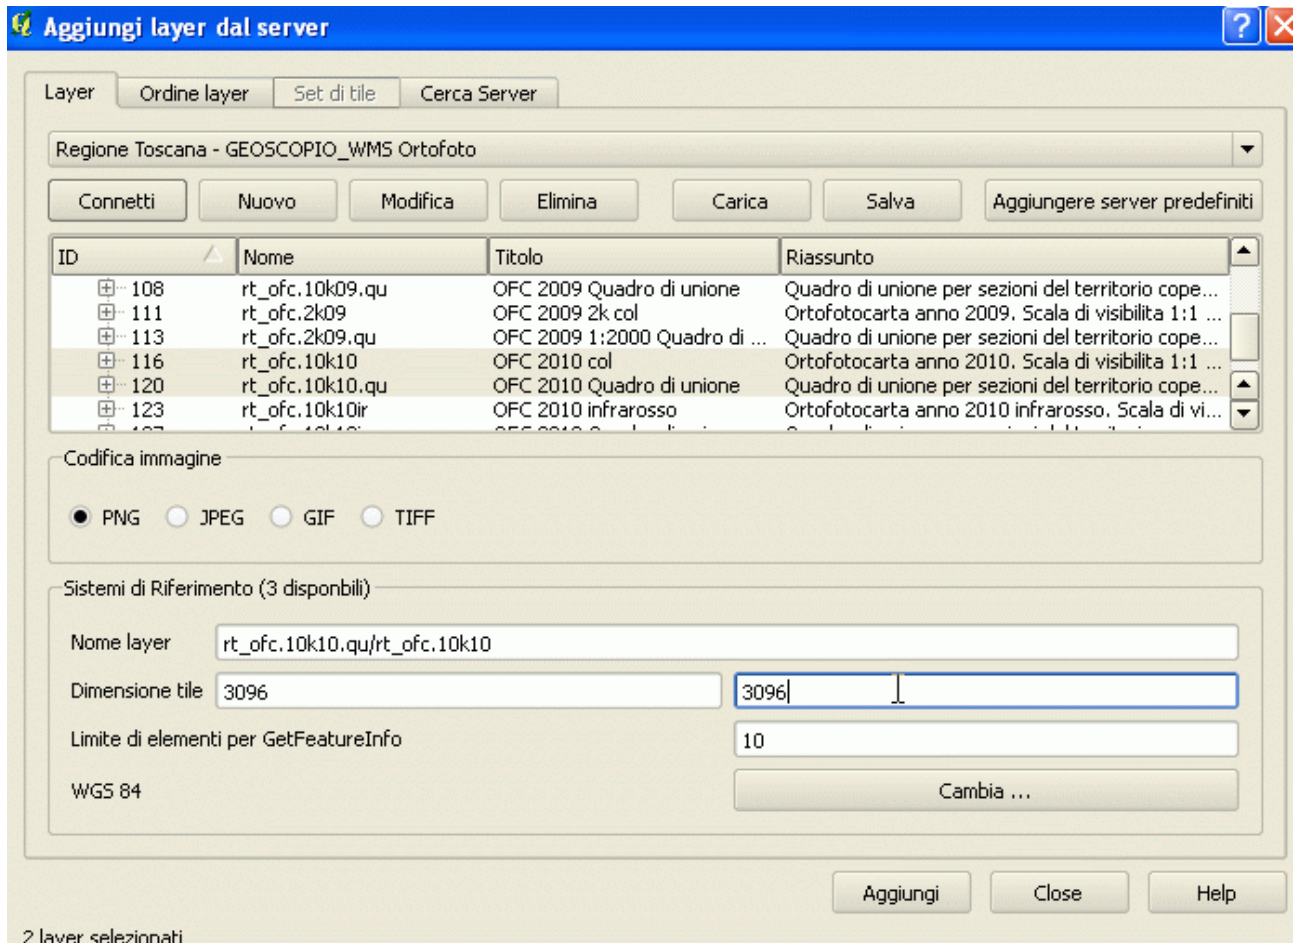 Aggiungi layer dal server
Layer Ordine layer Set di tile Cerca Server
Regione Toscana - GEOSCOPIO_WMS Ortofoto
Connetti Nuovo Modifica Elimina Carica Salva Aggiungere server predefiniti
ID Nome Titolo Riassunto
108 rt_ofc.10k09.qu OFC 2009 Quadro di unione Quadro di unione per sezioni del territorio cope...
111 rt_ofc.2k09 OFC 2009 2k col Ortofotocarta anno 2009. Scala di visibilita 1:1 ...
113 rt_ofc.2k09.qu OFC 2009 1:2000 Quadro di ... Quadro di unione per sezioni del territorio cope...
116 rt_ofc.10k10 OFC 2010 col Ortofotocarta anno 2010. Scala di visibilita 1:1 ...
120 rt_ofc.10k10.qu OFC 2010 Quadro di unione Quadro di unione per sezioni del territorio cope...
123 rt_ofc.10k10ir OFC 2010 infrarosso Ortofotocarta anno 2010 infrarosso. Scala di vi...
Codifica immagine
PNG JPEG GIF TIFF
Sistemi di Riferimento (3 disponbili)
Nome layer rt_ofc.10k10.qu/rt_ofc.10k10
Dimensione tile 3096 3096
Limite di elementi per GetFeatureInfo 10
WGS 84 Cambia ...
Aggiungi Close Help
2 layer selezionati